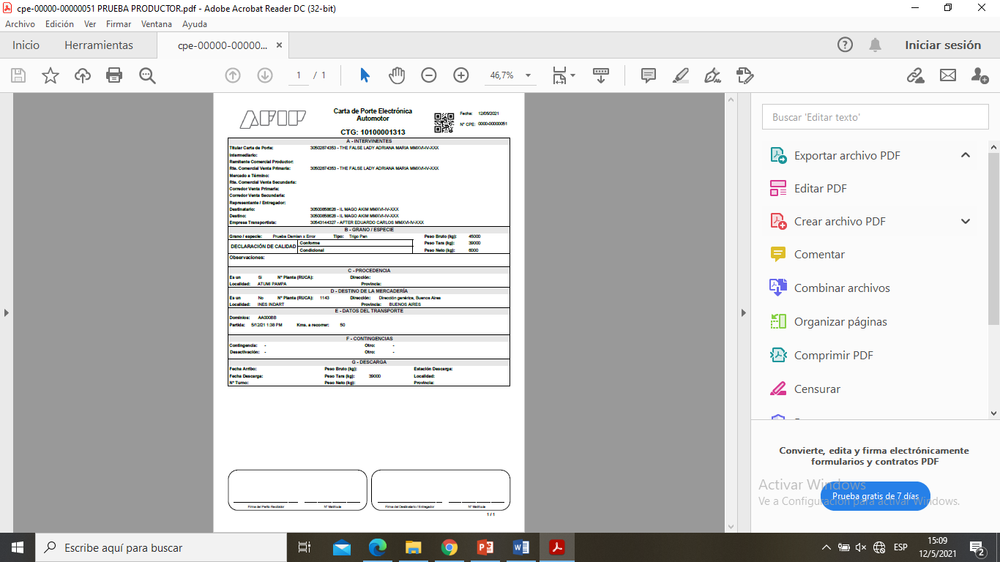 cpe-00000-00000051 PRUEBA PRODUCTOR.pdf - Adobe Acrobat Reader DC (32-bit)
Archivo Edición Ver Firmar Ventana Ayuda
Inicio Herramientas cpe-00000-00000... Iniciar sesión
1 / 1 46,7%
AFIP
Carta de Porte Electrónica
Automotor
CTG: 10100001313
Fecha: 12/05/2021
Nº CPE: 0000-00000051
A - INTERVINENTES
Titular Carta de Porte: 30502874353 - THE FALSE LADY ADRIANA MARIA MMXVI-IV-XXX
Intermediario:
Remitente Comercial Productor:
Rte. Comercial Venta Primaria: 30502874353 - THE FALSE LADY ADRIANA MARIA MMXVI-IV-XXX
Mercado a Término:
Rte. Comercial Venta Secundaria:
Corredor Venta Primaria:
Corredor Venta Secundaria:
Representante / Entregador:
Destinatario: 30500858628 - IL MAGO AKIM MMXVI-IV-XXX
Destino: 30500858628 - IL MAGO AKIM MMXVI-IV-XXX
Empresa Transportista: 30543144327 - AFTER EDUARDO CARLOS MMXVI-IV-XXX
B - GRANO / ESPECIE
Grano / especie: Prueba Damian x Error Tipo: Trigo Pan Peso Bruto (kg): 45000
DECLARACIÓN DE CALIDAD Conforme Peso Tara (kg): 39000
Condicional Peso Neto (kg): 6000
Observaciones:
C - PROCEDENCIA
Es un Si Nº Planta (RUCA): Dirección:
Localidad: ATUMI PAMPA Provincia:
D - DESTINO DE LA MERCADERÍA
Es un No Nº Planta (RUCA): 1143 Dirección: Dirección genérica, Buenos Aires
Localidad: INES INDART Provincia: BUENOS AIRES
E - DATOS DEL TRANSPORTE
Dominios: AA000BB
Partida: 5/12/21 1:38 PM Kms. a recorrer: 50
F - CONTINGENCIAS
Contingencia: - Otro: -
Desactivación: - Otro: -
G - DESCARGA
Fecha Arribo: Peso Bruto (kg): Estación Descarga:
Fecha Descarga: Peso Tara (kg): 39000 Localidad:
Nº Turno: Peso Neto (kg): Provincia:
Firma del Perito Recibidor Nº Matrícula Firma del Destinatario / Entregador Nº Matrícula
1 / 1
Buscar 'Editar texto'
Exportar archivo PDF
Editar PDF
Crear archivo PDF
Comentar
Combinar archivos
Organizar páginas
Comprimir PDF
Censurar
Convierte, edita y firma electrónicamente
formularios y contratos PDF
Activar Windows
Prueba gratis de 7 días
Ve a Configuración para activar Windows.
Escribe aquí para buscar
ESP
15:09
12/5/2021
2